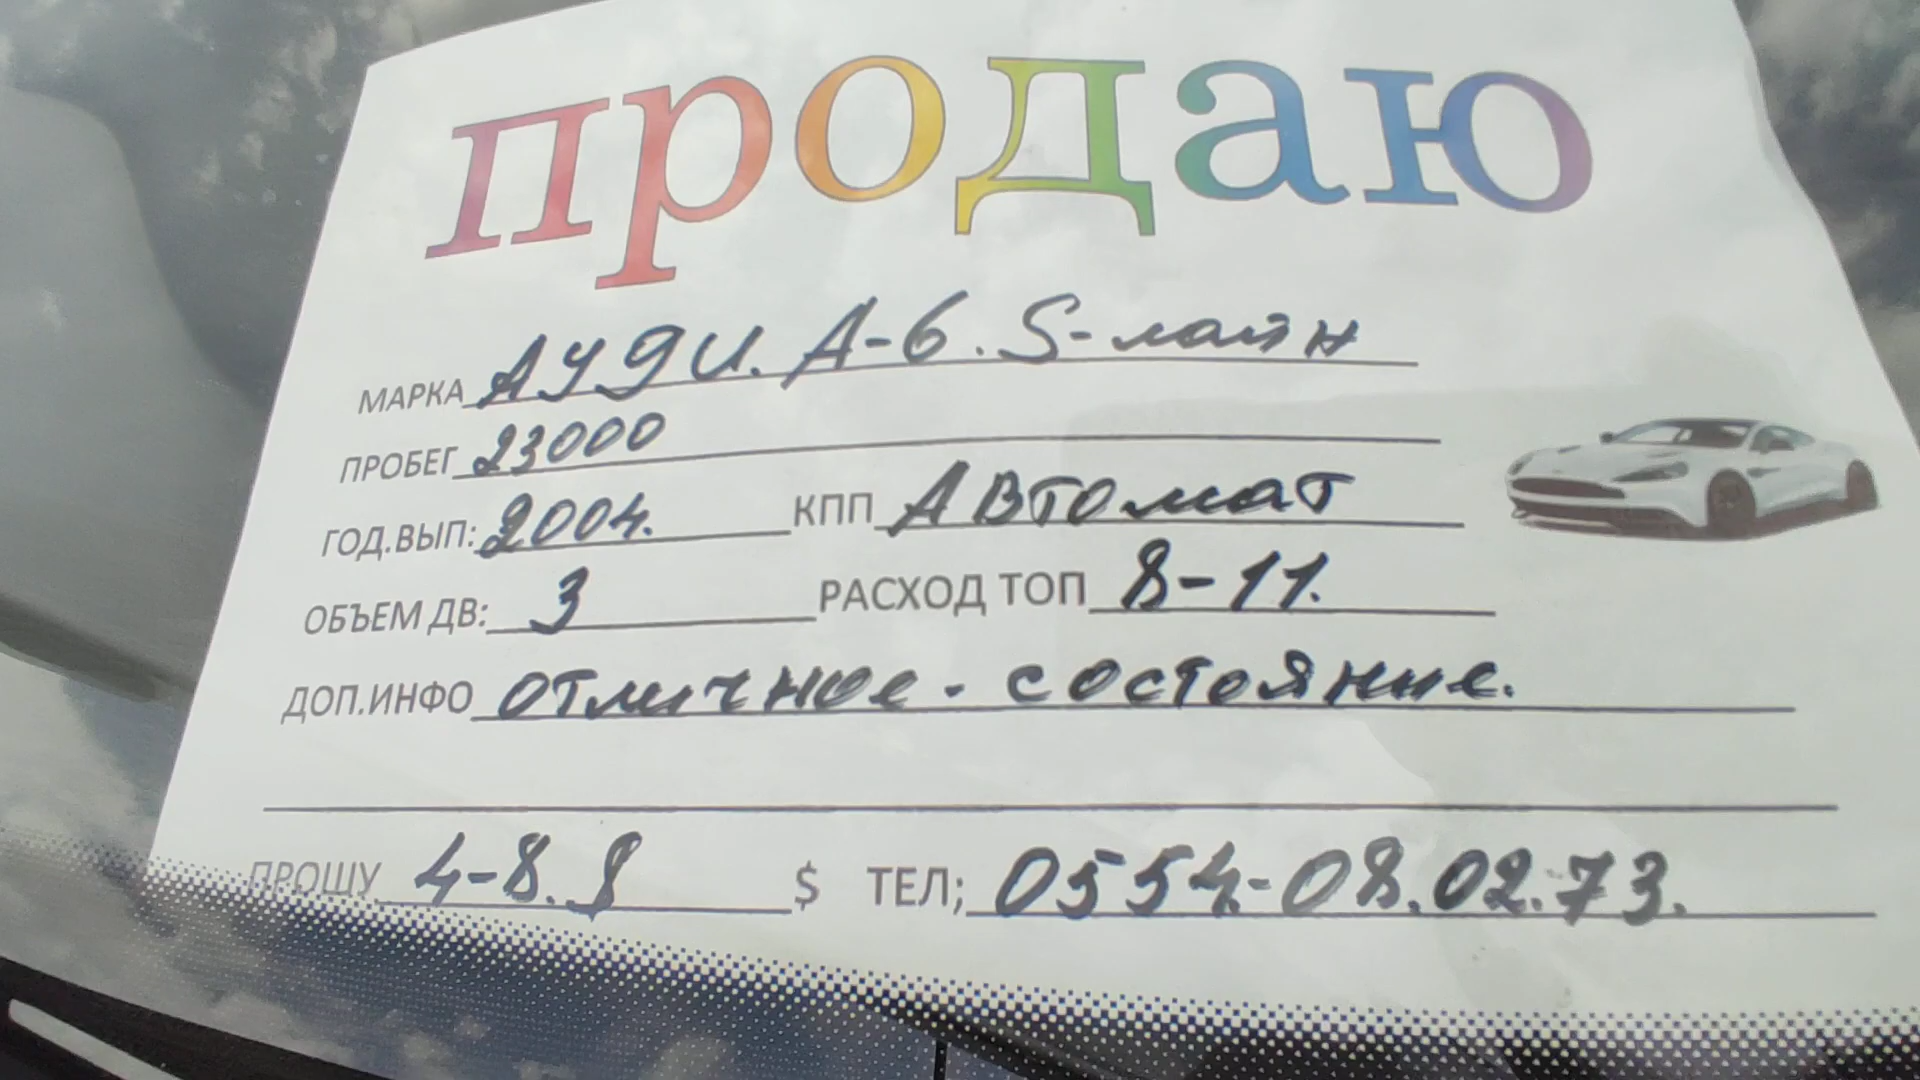 продаю
МАРКА АУДИ. А-6. S-лайн
ПРОБЕГ 23000
ГОД.ВЫП: 2004. КПП АВТОМАТ
ОБЪЕМ ДВ: 3 РАСХОД ТОП 8-11.
ДОП.ИНФО отличное - состояние.
ПРОШУ 4-8. $ ТЕЛ; 0554-08.02.73.